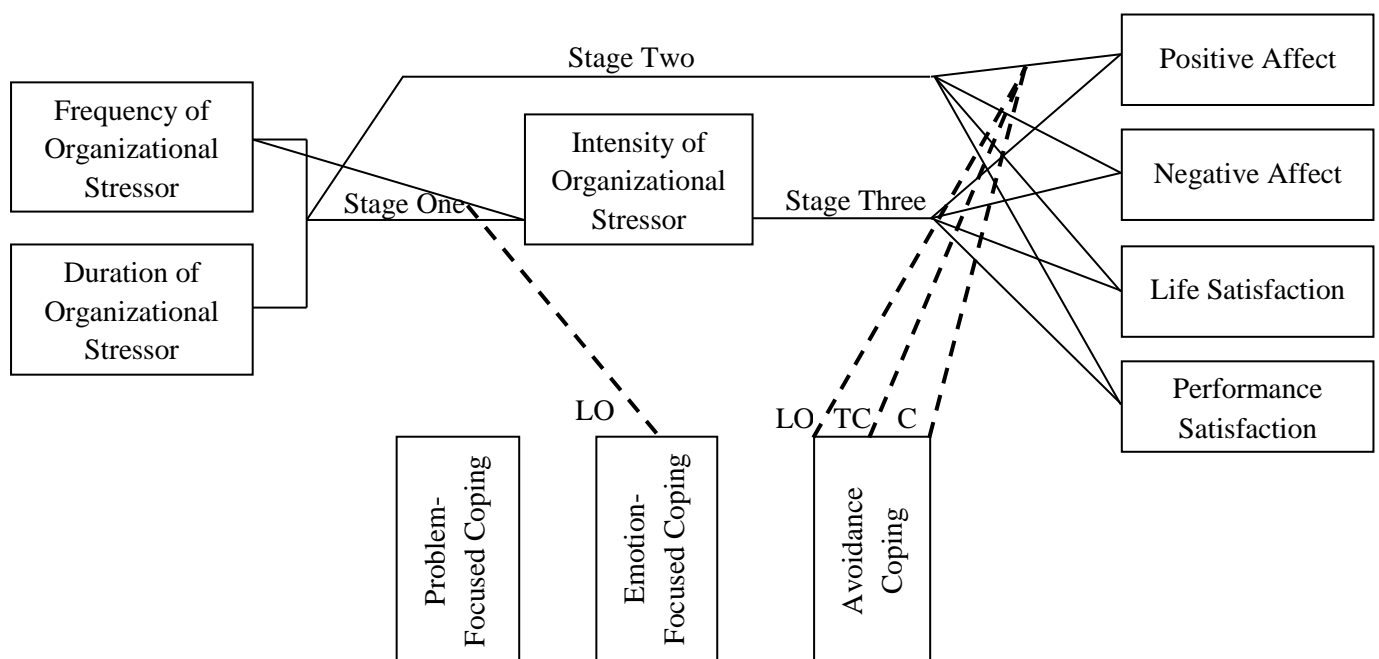 Stage Two
Frequency of
Organizational
Stressor
Stage One
Duration of
Organizational
Stressor
Intensity of
Organizational
Stressor
Stage Three
Positive Affect
Negative Affect
Life Satisfaction
Performance
Satisfaction
LO
LO TC C
Problem-
Focused Coping
Emotion-
Focused Coping
Avoidance
Coping